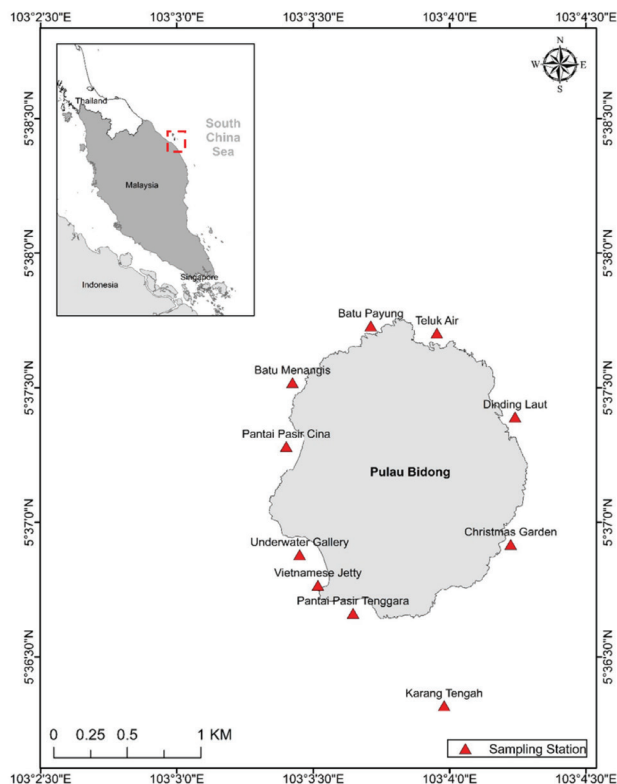 103°2'30"E
103°3'0"E
103°3'30"E
103°4'0"E
103°4'30"E
N
W
E
S
5°38'30"N
5°38'30"N
5°38'0"N
5°38'0"N
5°37'30"N
5°37'30"N
5°37'0"N
5°37'0"N
5°36'30"N
5°36'30"N
Thailand
South
China
Sea
Malaysia
Indonesia
Singapore
Batu Payung
Teluk Air
Batu Menangis
Dinding Laut
Pantai Pasir Cina
Pulau Bidong
Christmas Garden
Underwater Gallery
Vietnamese Jetty
Pantai Pasir Tenggara
Karang Tengah
0 0.25 0.5 1 KM
Sampling Station
103°2'30"E
103°3'0"E
103°3'30"E
103°4'0"E
103°4'30"E